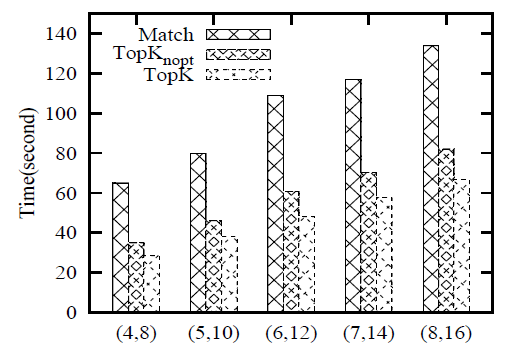 140
120
100
80
60
40
20
0
Time(second)
Match
TopKnopt
TopK
(4,8) (5,10) (6,12) (7,14) (8,16)